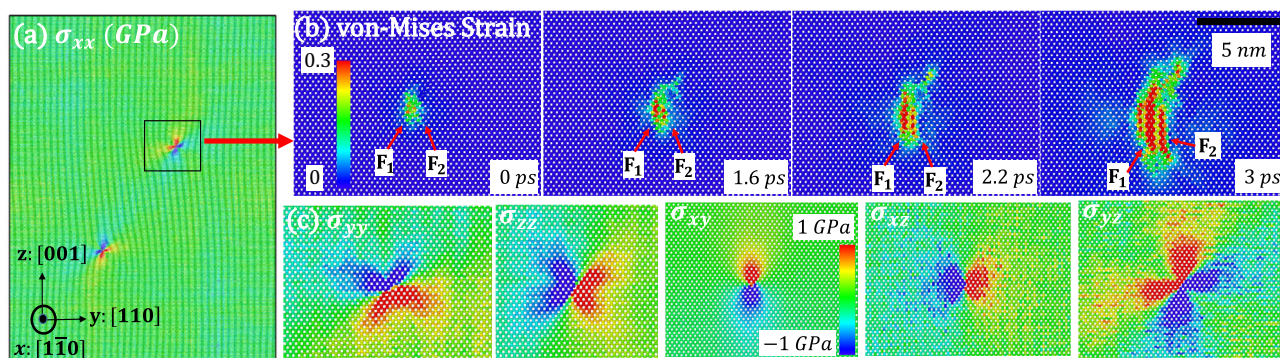 (a) σxx (GPa)
z: [001]
y: [110]
x: [11̅0]
(b) von-Mises Strain
0.3
0
F1
F2
0 ps
F1
F2
1.6 ps
F1
F2
2.2 ps
5 nm
F1
F2
3 ps
(c) σyy
σzz
σxy
1 GPa
−1 GPa
σxz
σyz